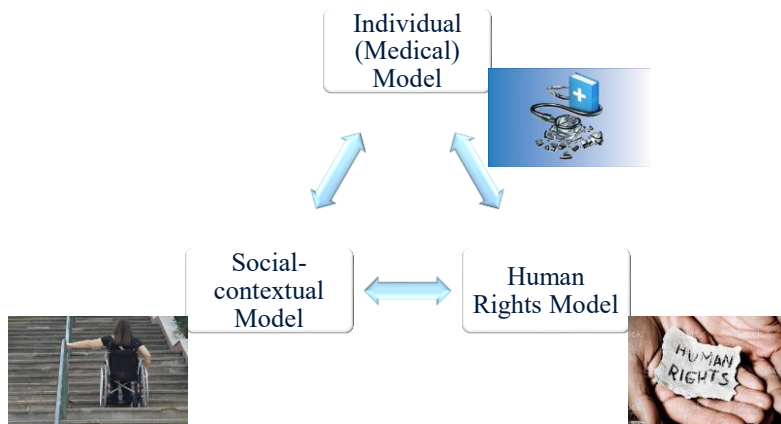 Individual
(Medical)
Model
Social-
contextual
Model
Human
Rights Model
HUMAN
RIGHTS